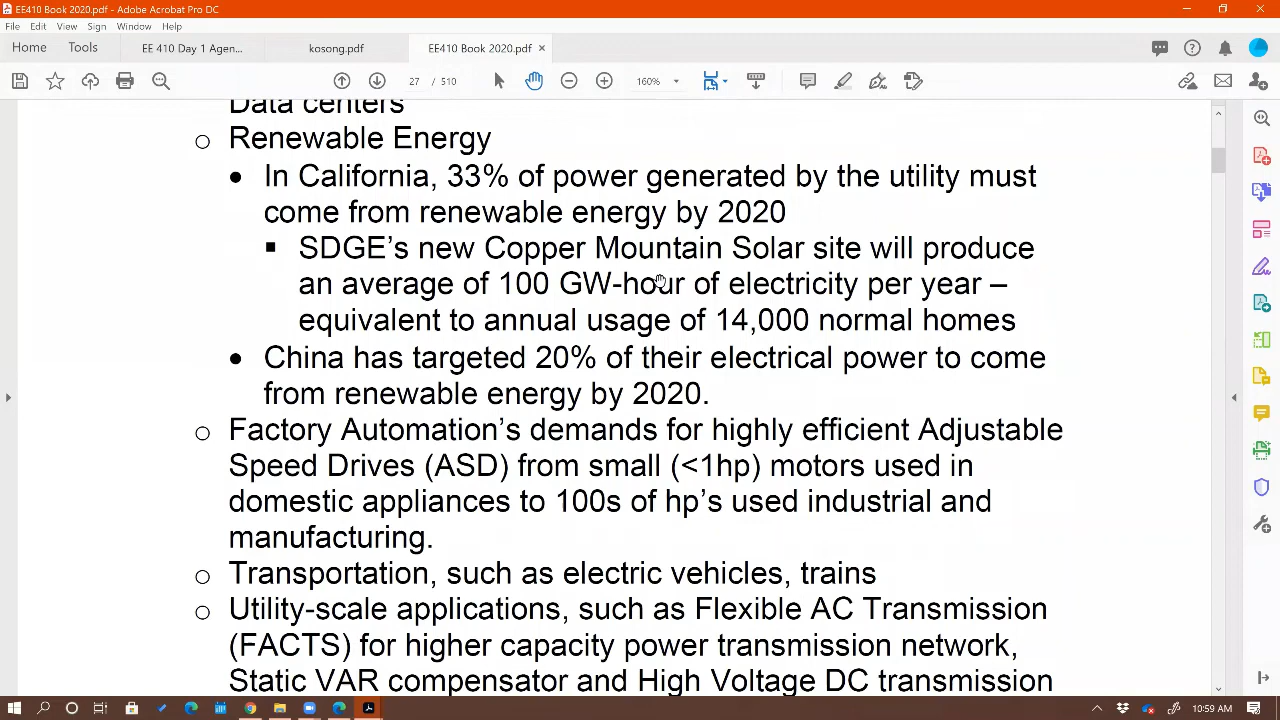 EE410 Book 2020.pdf - Adobe Acrobat Pro DC
File Edit View Sign Window Help
Home Tools EE 410 Day 1 Agen... kosong.pdf EE410 Book 2020.pdf ×
27 / 510 160%
Data centers
o Renewable Energy
• In California, 33% of power generated by the utility must
come from renewable energy by 2020
▪ SDGE’s new Copper Mountain Solar site will produce
an average of 100 GW-hour of electricity per year –
equivalent to annual usage of 14,000 normal homes
• China has targeted 20% of their electrical power to come
from renewable energy by 2020.
o Factory Automation’s demands for highly efficient Adjustable
Speed Drives (ASD) from small (<1hp) motors used in
domestic appliances to 100s of hp’s used industrial and
manufacturing.
o Transportation, such as electric vehicles, trains
o Utility-scale applications, such as Flexible AC Transmission
(FACTS) for higher capacity power transmission network,
Static VAR compensator and High Voltage DC transmission
10:59 AM